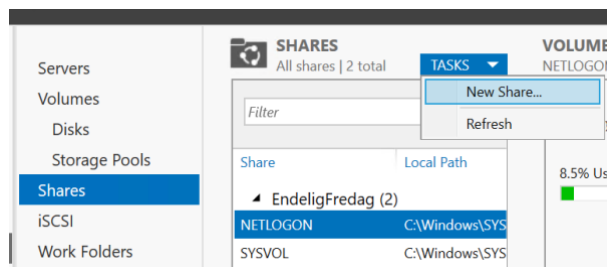 Servers
Volumes
Disks
Storage Pools
Shares
iSCSI
Work Folders
SHARES
All shares | 2 total
TASKS
New Share...
Refresh
Filter
Share Local Path
EndeligFredag (2)
NETLOGON C:\Windows\SYS
SYSVOL C:\Windows\SYS
VOLUME
NETLOGON
8.5% Us